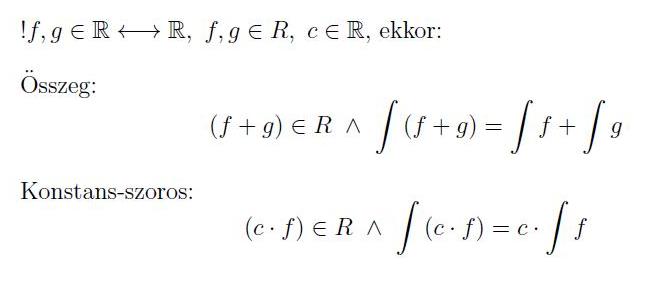 !f, g ∈ ℝ ⟷ ℝ, f, g ∈ R, c ∈ ℝ, ekkor:
Összeg:
(f + g) ∈ R ∧ ∫ (f + g) = ∫ f + ∫ g
Konstans-szoros:
(c · f) ∈ R ∧ ∫ (c · f) = c · ∫ f